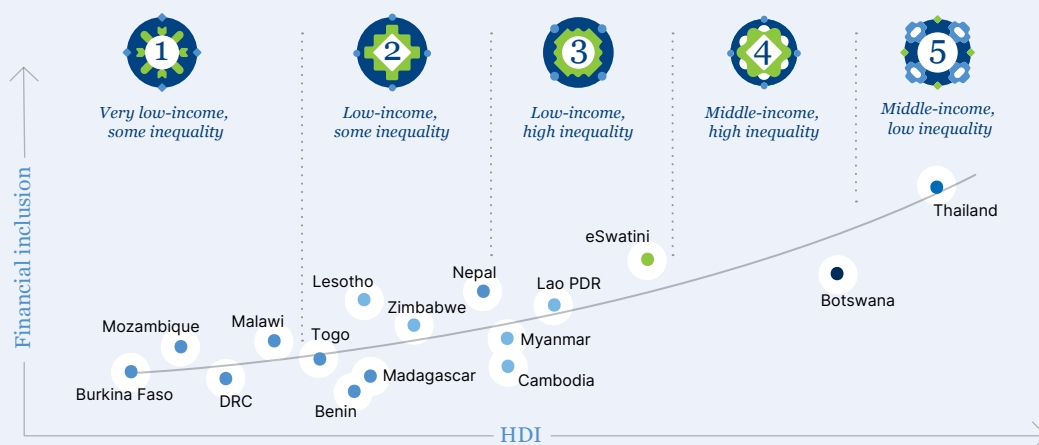 1
2
3
4
5
Very low-income,
some inequality
Low-income,
some inequality
Low-income,
high inequality
Middle-income,
high inequality
Middle-income,
low inequality
Financial inclusion
Thailand
eSwatini
Botswana
Lesotho
Nepal
Lao PDR
Zimbabwe
Mozambique
Malawi
Togo
Myanmar
Madagascar
Cambodia
Burkina Faso
DRC
Benin
HDI